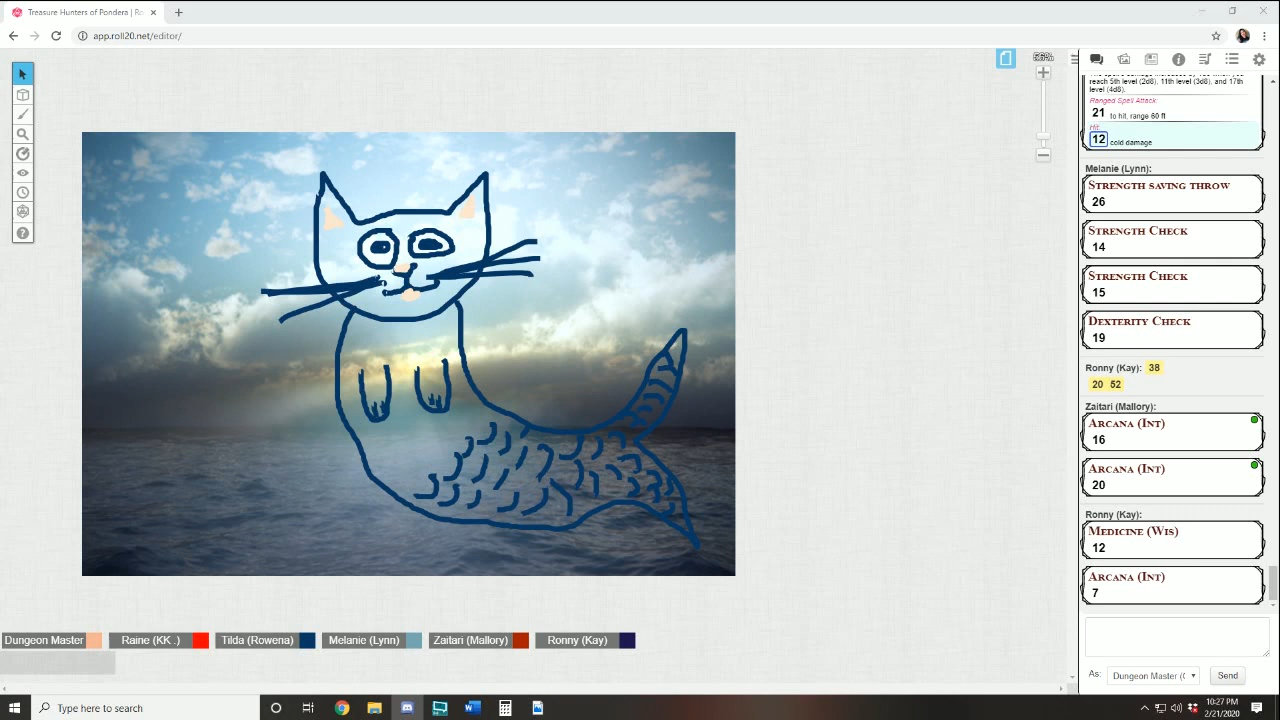 Treasure Hunters of Pondera | Ro
app.roll20.net/editor/
reach 5th level (2d8), 11th level (3d8), and 17th
level (4d8).
Ranged Spell Attack:
21 to hit, range 60 ft
Hit:
12 cold damage
Melanie (Lynn):
Strength saving throw
26
Strength Check
14
Strength Check
15
Dexterity Check
19
Ronny (Kay): 38
20 52
Zaitari (Mallory):
Arcana (Int)
16
Arcana (Int)
20
Ronny (Kay):
Medicine (Wis)
12
Arcana (Int)
7
Dungeon Master
Raine (KK .)
Tilda (Rowena)
Melanie (Lynn)
Zaitari (Mallory)
Ronny (Kay)
As: Dungeon Master (
Send
Type here to search
10:27 PM
2/21/2020